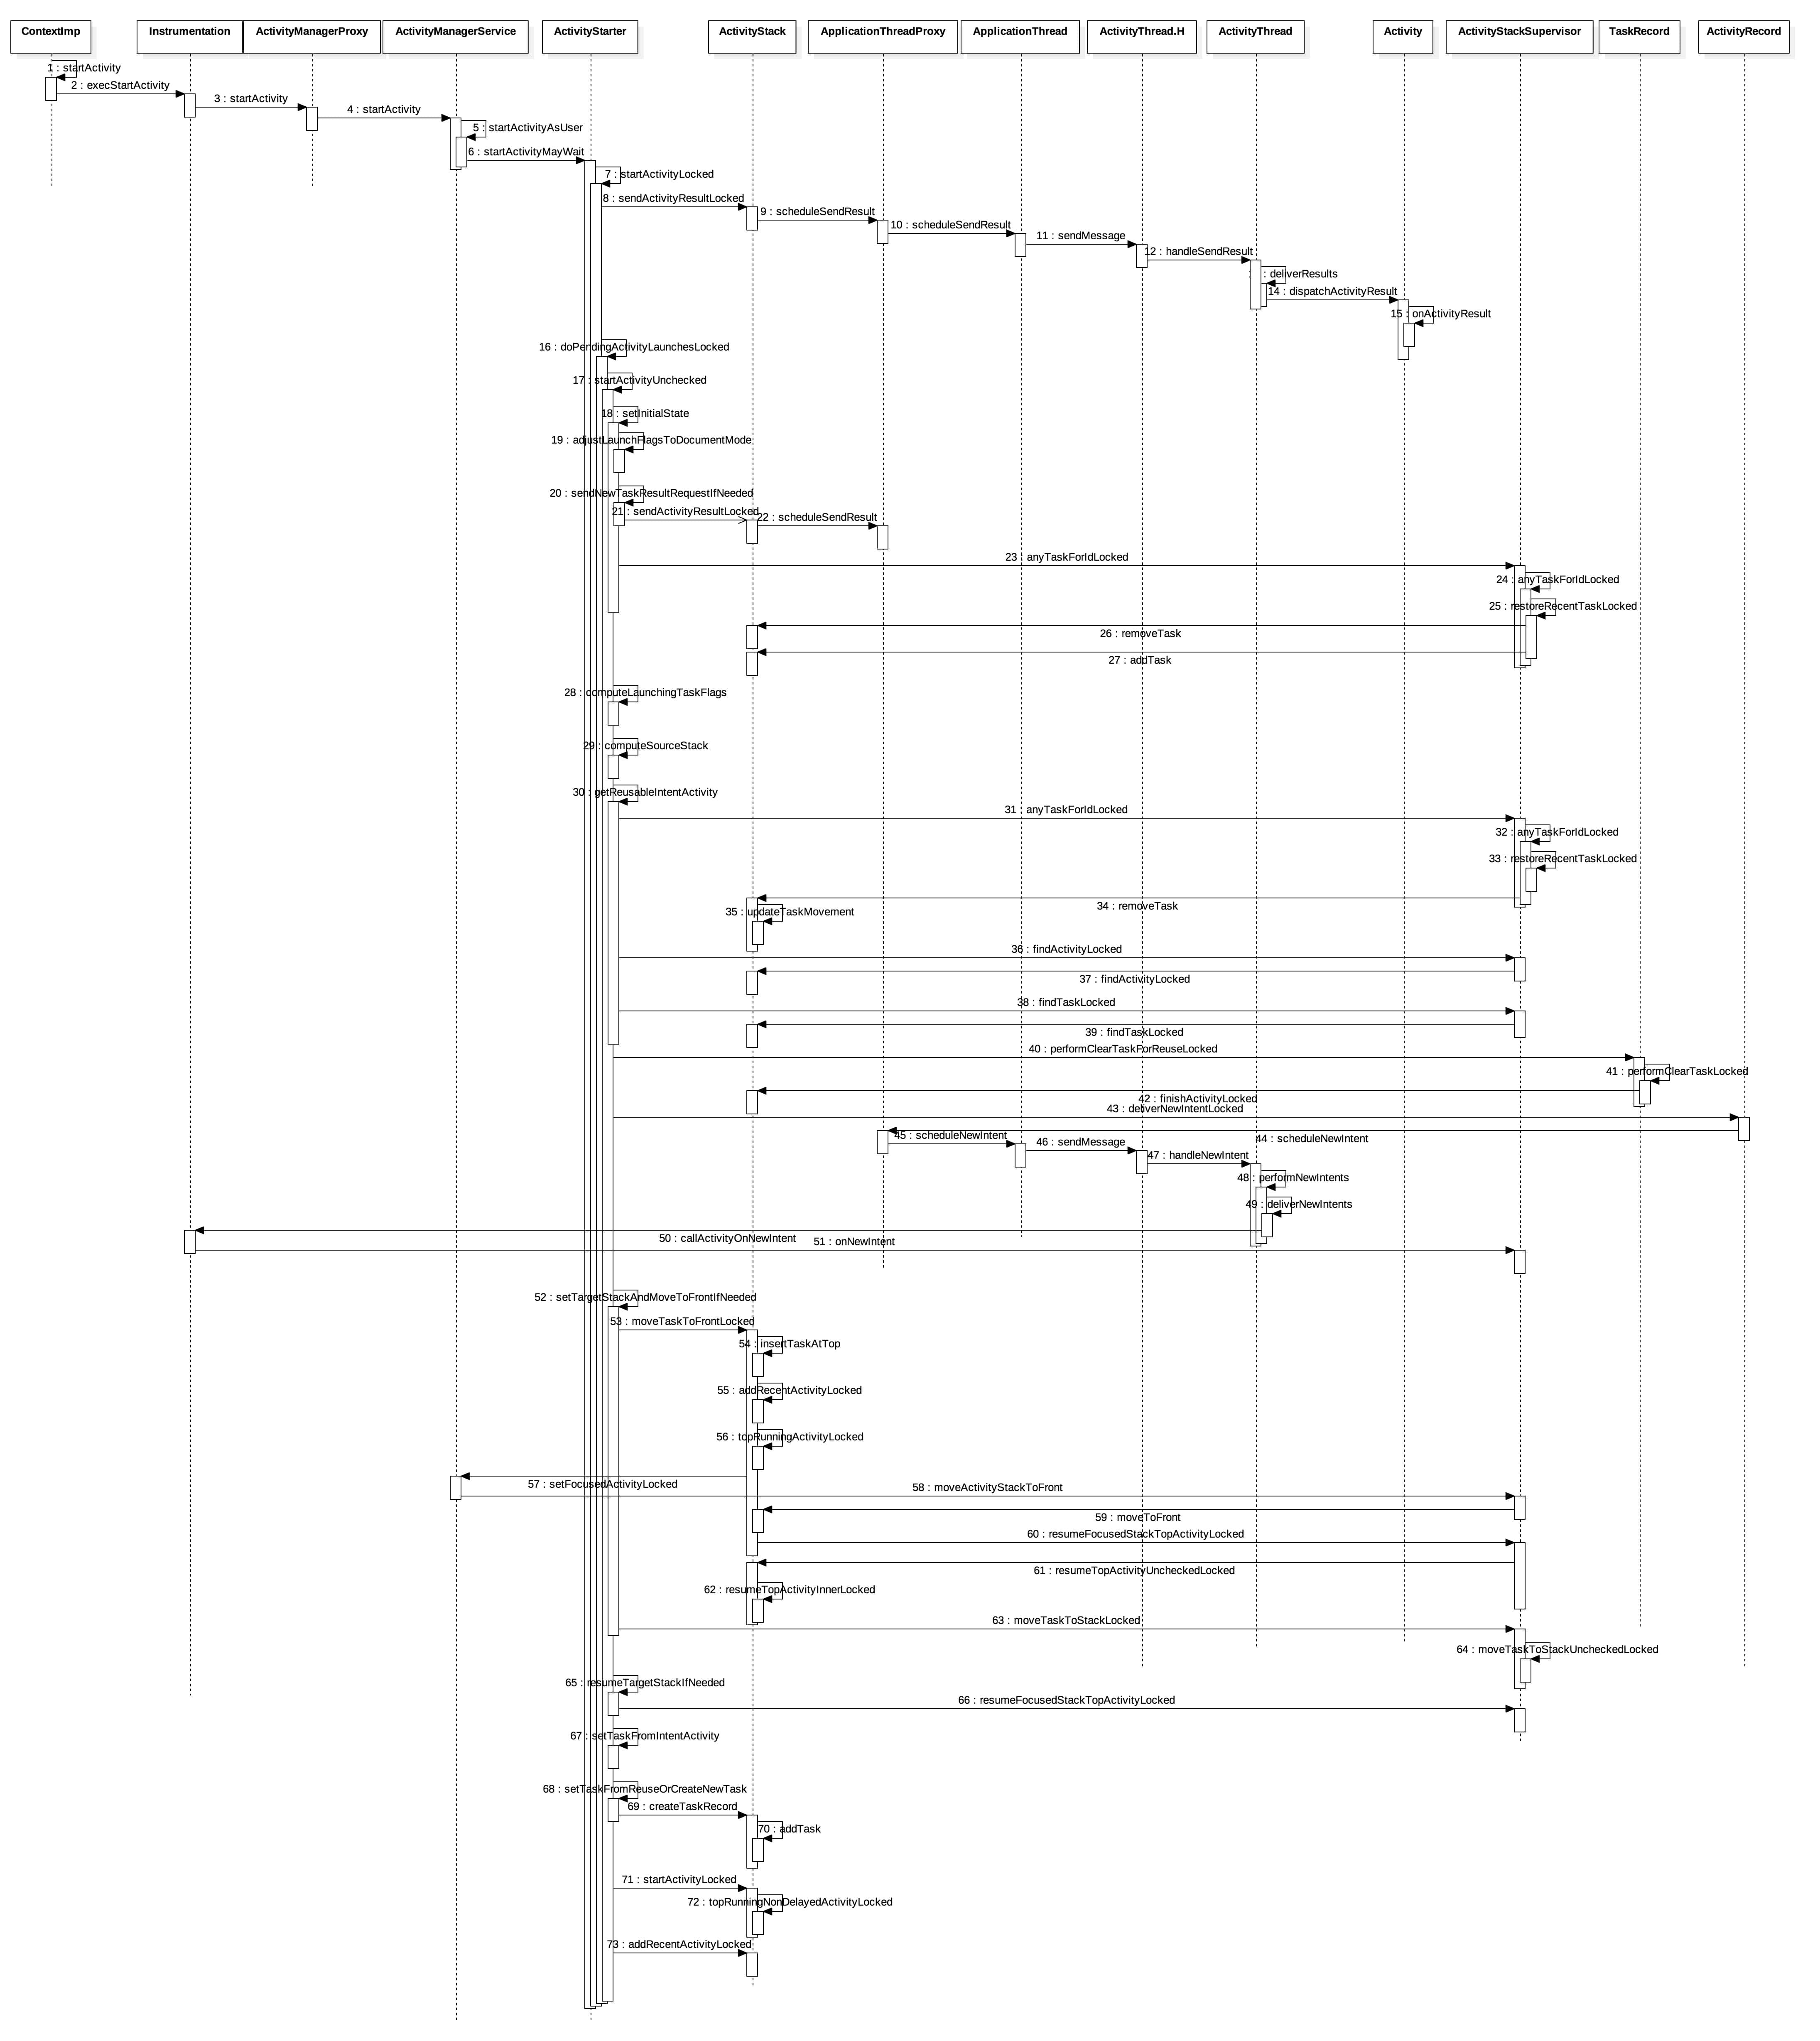 ContextImp
Instrumentation
ActivityManagerProxy
ActivityManagerService
ActivityStarter
ActivityStack
ApplicationThreadProxy
ApplicationThread
ActivityThread.H
ActivityThread
Activity
ActivityStackSupervisor
TaskRecord
ActivityRecord
1 : startActivity
2 : execStartActivity
3 : startActivity
4 : startActivity
5 : startActivityAsUser
6 : startActivityMayWait
7 : startActivityLocked
8 : sendActivityResultLocked
9 : scheduleSendResult
10 : scheduleSendResult
11 : sendMessage
12 : handleSendResult
: deliverResults
14 : dispatchActivityResult
15 : onActivityResult
16 : doPendingActivityLaunchesLocked
17 : startActivityUnchecked
18 : setInitialState
19 : adjustLaunchFlagsToDocumentMode
20 : sendNewTaskResultRequestIfNeeded
21 : sendActivityResultLocked
22 : scheduleSendResult
23 : anyTaskForIdLocked
24 : anyTaskForIdLocked
25 : restoreRecentTaskLocked
26 : removeTask
27 : addTask
28 : computeLaunchingTaskFlags
29 : computeSourceStack
30 : getReusableIntentActivity
31 : anyTaskForIdLocked
32 : anyTaskForIdLocked
33 : restoreRecentTaskLocked
34 : removeTask
35 : updateTaskMovement
36 : findActivityLocked
37 : findActivityLocked
38 : findTaskLocked
39 : findTaskLocked
40 : performClearTaskForReuseLocked
41 : performClearTaskLocked
42 : finishActivityLocked
43 : deliverNewIntentLocked
44 : scheduleNewIntent
45 : scheduleNewIntent
46 : sendMessage
47 : handleNewIntent
48 : performNewIntents
49 : deliverNewIntents
50 : callActivityOnNewIntent
51 : onNewIntent
52 : setTargetStackAndMoveToFrontIfNeeded
53 : moveTaskToFrontLocked
54 : insertTaskAtTop
55 : addRecentActivityLocked
56 : topRunningActivityLocked
57 : setFocusedActivityLocked
58 : moveActivityStackToFront
59 : moveToFront
60 : resumeFocusedStackTopActivityLocked
61 : resumeTopActivityUncheckedLocked
62 : resumeTopActivityInnerLocked
63 : moveTaskToStackLocked
64 : moveTaskToStackUncheckedLocked
65 : resumeTargetStackIfNeeded
66 : resumeFocusedStackTopActivityLocked
67 : setTaskFromIntentActivity
68 : setTaskFromReuseOrCreateNewTask
69 : createTaskRecord
70 : addTask
71 : startActivityLocked
72 : topRunningNonDelayedActivityLocked
73 : addRecentActivityLocked